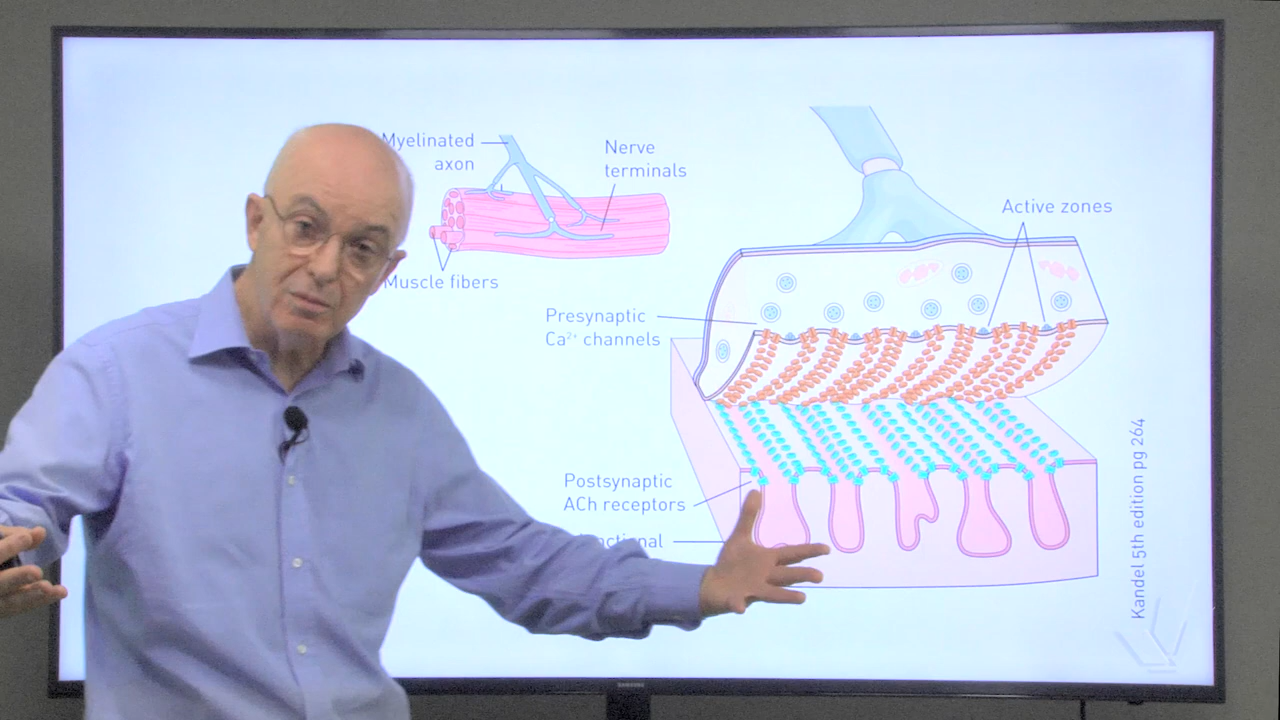 Myelinated
axon
Nerve
terminals
Muscle fibers
Active zones
Presynaptic
Ca²⁺ channels
Postsynaptic
ACh receptors
Kandel 5th edition pg 264
SAMSUNG